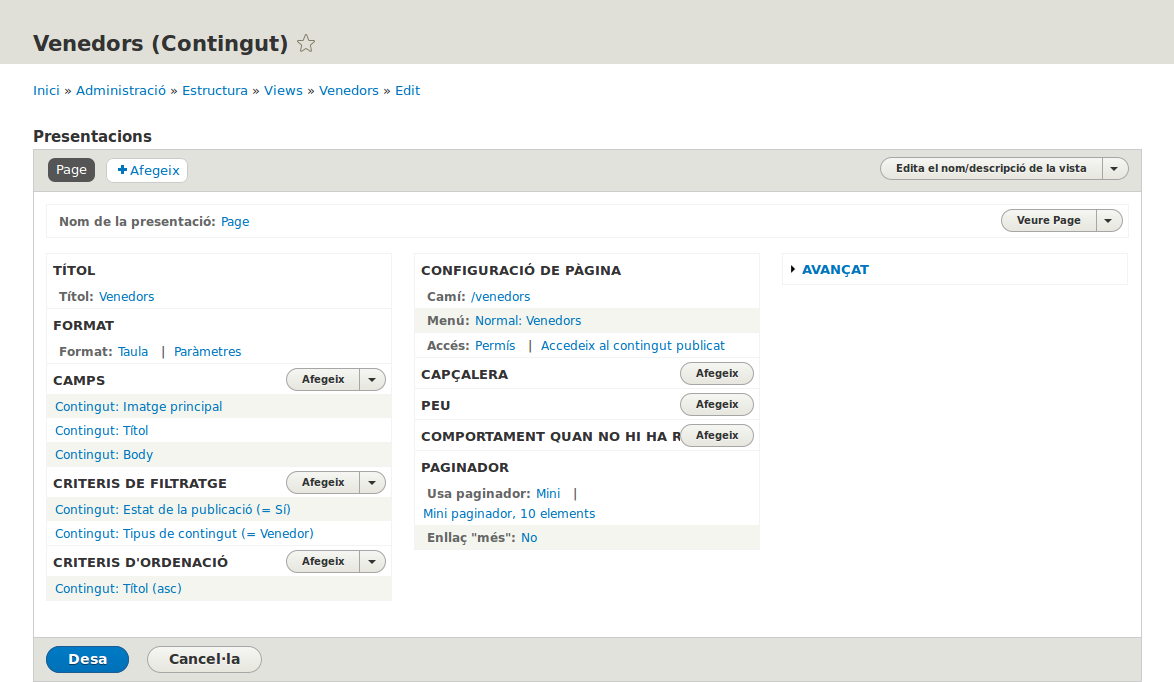 Venedors (Contingut)
Inici » Administració » Estructura » Views » Venedors » Edit
Presentacions
Page
Afegeix
Edita el nom/descripció de la vista
Nom de la presentació: Page
Veure Page
TÍTOL
Títol: Venedors
FORMAT
Format: Taula | Paràmetres
CAMPS
Afegeix
Contingut: Imatge principal
Contingut: Títol
Contingut: Body
CRITERIS DE FILTRATGE
Afegeix
Contingut: Estat de la publicació (= Sí)
Contingut: Tipus de contingut (= Venedor)
CRITERIS D'ORDENACIÓ
Afegeix
Contingut: Títol (asc)
CONFIGURACIÓ DE PÀGINA
Camí: /venedors
Menú: Normal: Venedors
Accés: Permís | Accedeix al contingut publicat
CAPÇALERA
Afegeix
PEU
Afegeix
COMPORTAMENT QUAN NO HI HA R
Afegeix
PAGINADOR
Usa paginador: Mini |
Mini paginador, 10 elements
Enllaç "més": No
AVANÇAT
Desa
Cancel·la